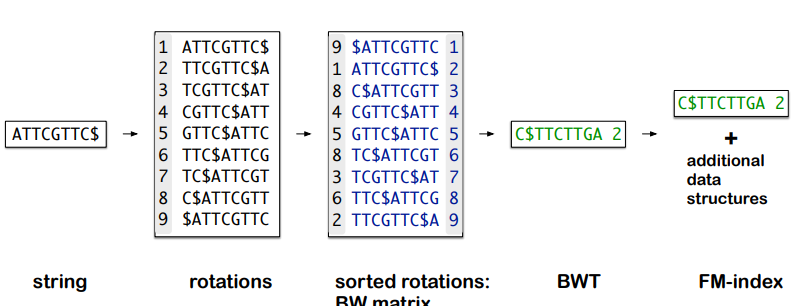 ATTCGTTC$
1 ATTCGTTC$
2 TTCGTTC$A
3 TCGTTC$AT
4 CGTTC$ATT
5 GTTC$ATTC
6 TTC$ATTCG
7 TC$ATTCGT
8 C$ATTCGTT
9 $ATTCGTTC
9 $ATTCGTTC 1
1 ATTCGTTC$ 2
8 C$ATTCGTT 3
4 CGTTC$ATT 4
5 GTTC$ATTC 5
8 TC$ATTCGT 6
3 TCGTTC$AT 7
6 TTC$ATTCG 8
2 TTCGTTC$A 9
C$TTCTTGA 2
C$TTCTTGA 2
+
additional
data
structures
string
rotations
sorted rotations:
BW matrix
BWT
FM-index